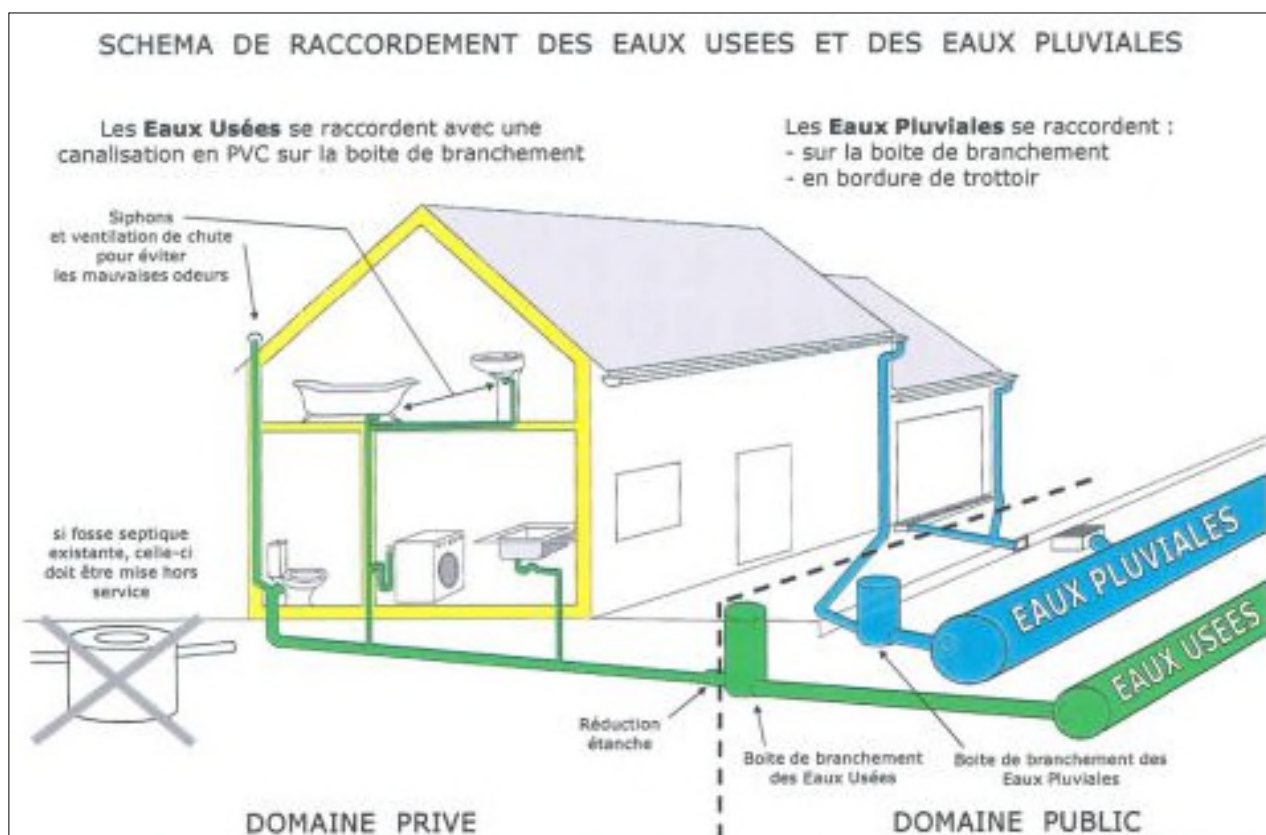 SCHEMA DE RACCORDEMENT DES EAUX USEES ET DES EAUX PLUVIALES
Les Eaux Usées se raccordent avec une
canalisation en PVC sur la boite de branchement
Les Eaux Pluviales se raccordent :
- sur la boite de branchement
- en bordure de trottoir
Siphons
et ventilation de chute
pour éviter
les mauvaises odeurs
si fosse septique
existante, celle-ci
doit être mise hors
service
EAUX PLUVIALES
EAUX USEES
Réduction
étanche
Boite de branchement
des Eaux Usées
Boite de branchement des
Eaux Pluviales
DOMAINE PRIVE
DOMAINE PUBLIC